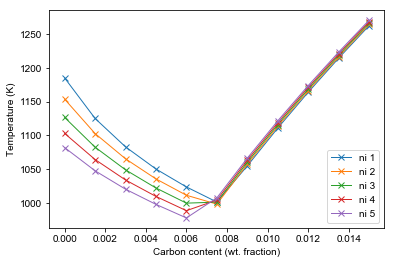 1250
1200
1150
1100
1050
1000
Temperature (K)
0.000 0.002 0.004 0.006 0.008 0.010 0.012 0.014
Carbon content (wt. fraction)
ni 1
ni 2
ni 3
ni 4
ni 5